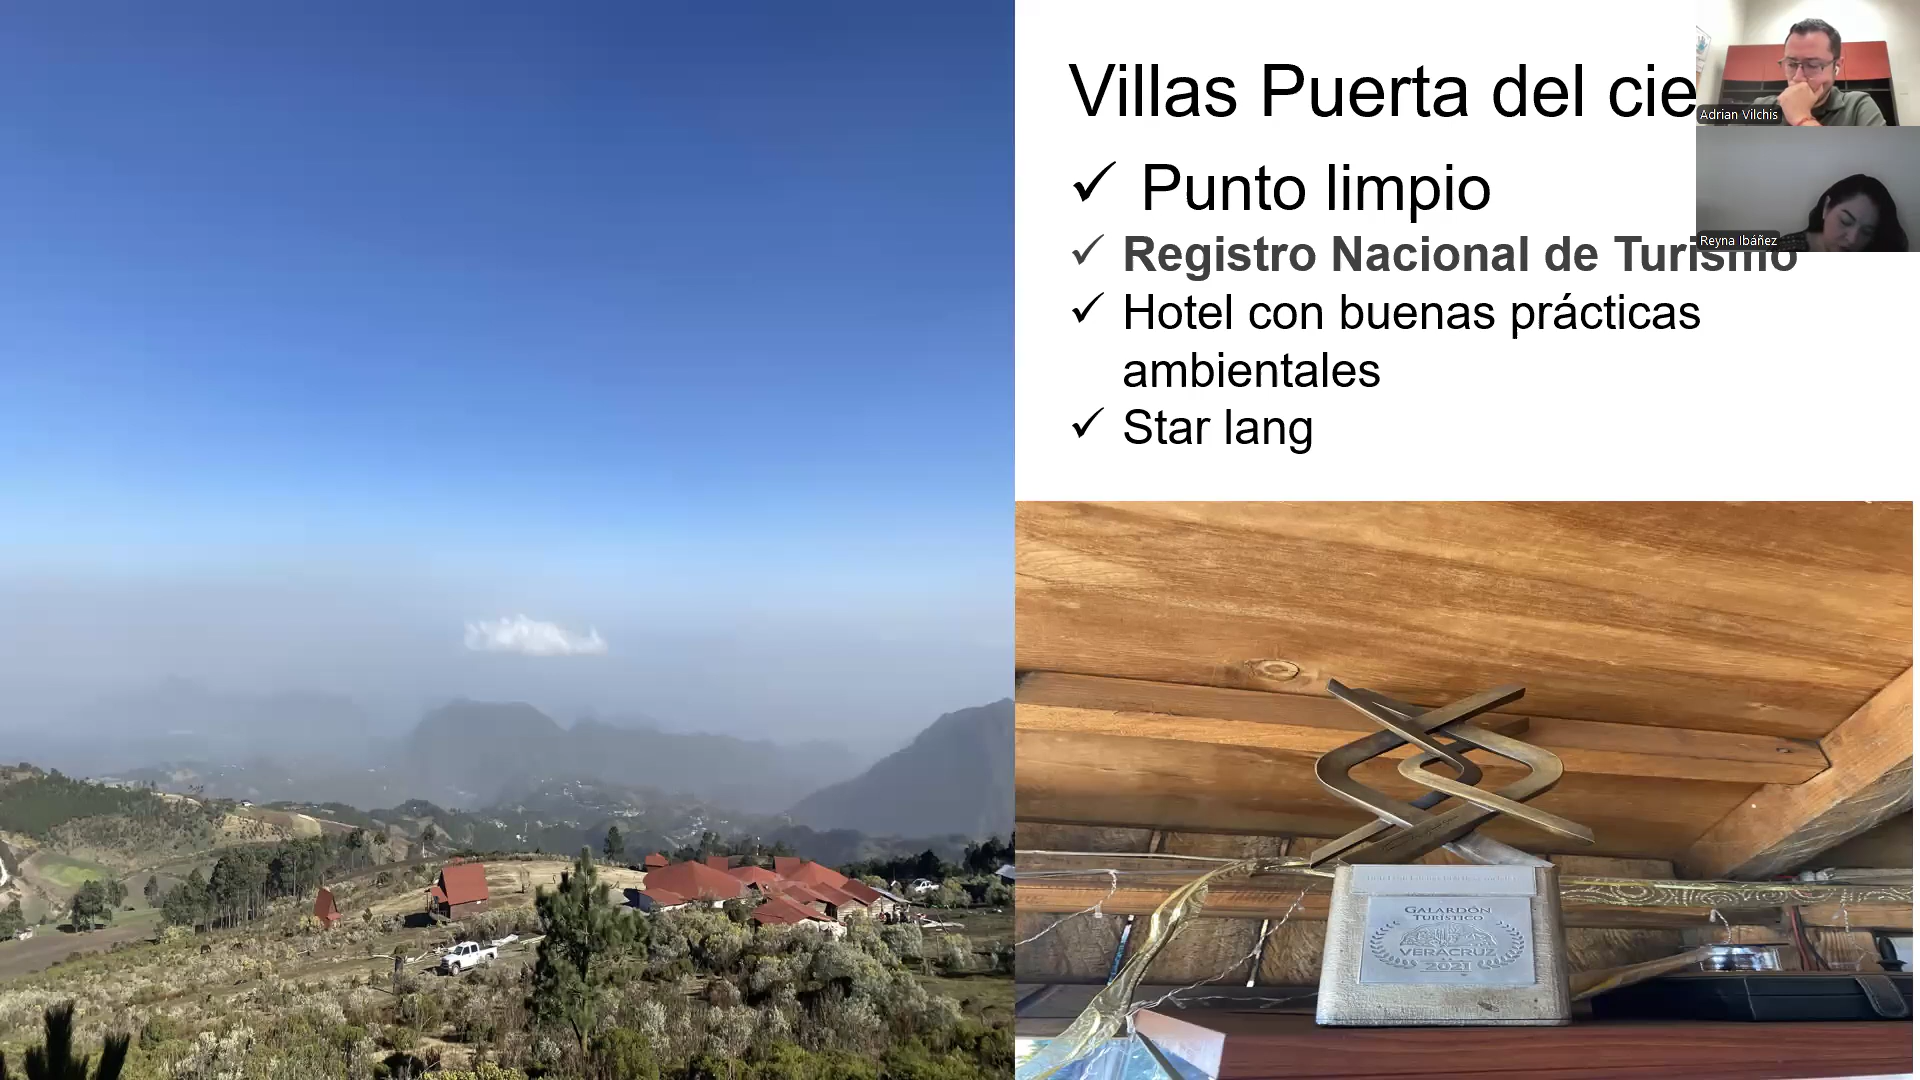 Villas Puerta del cie
✓ Punto limpio
✓ Registro Nacional de Turismo
✓ Hotel con buenas prácticas
ambientales
✓ Star lang
Adrian Vilchis
Reyna Ibáñez
GALARDÓN
TURÍSTICO
VERACRUZ
2021